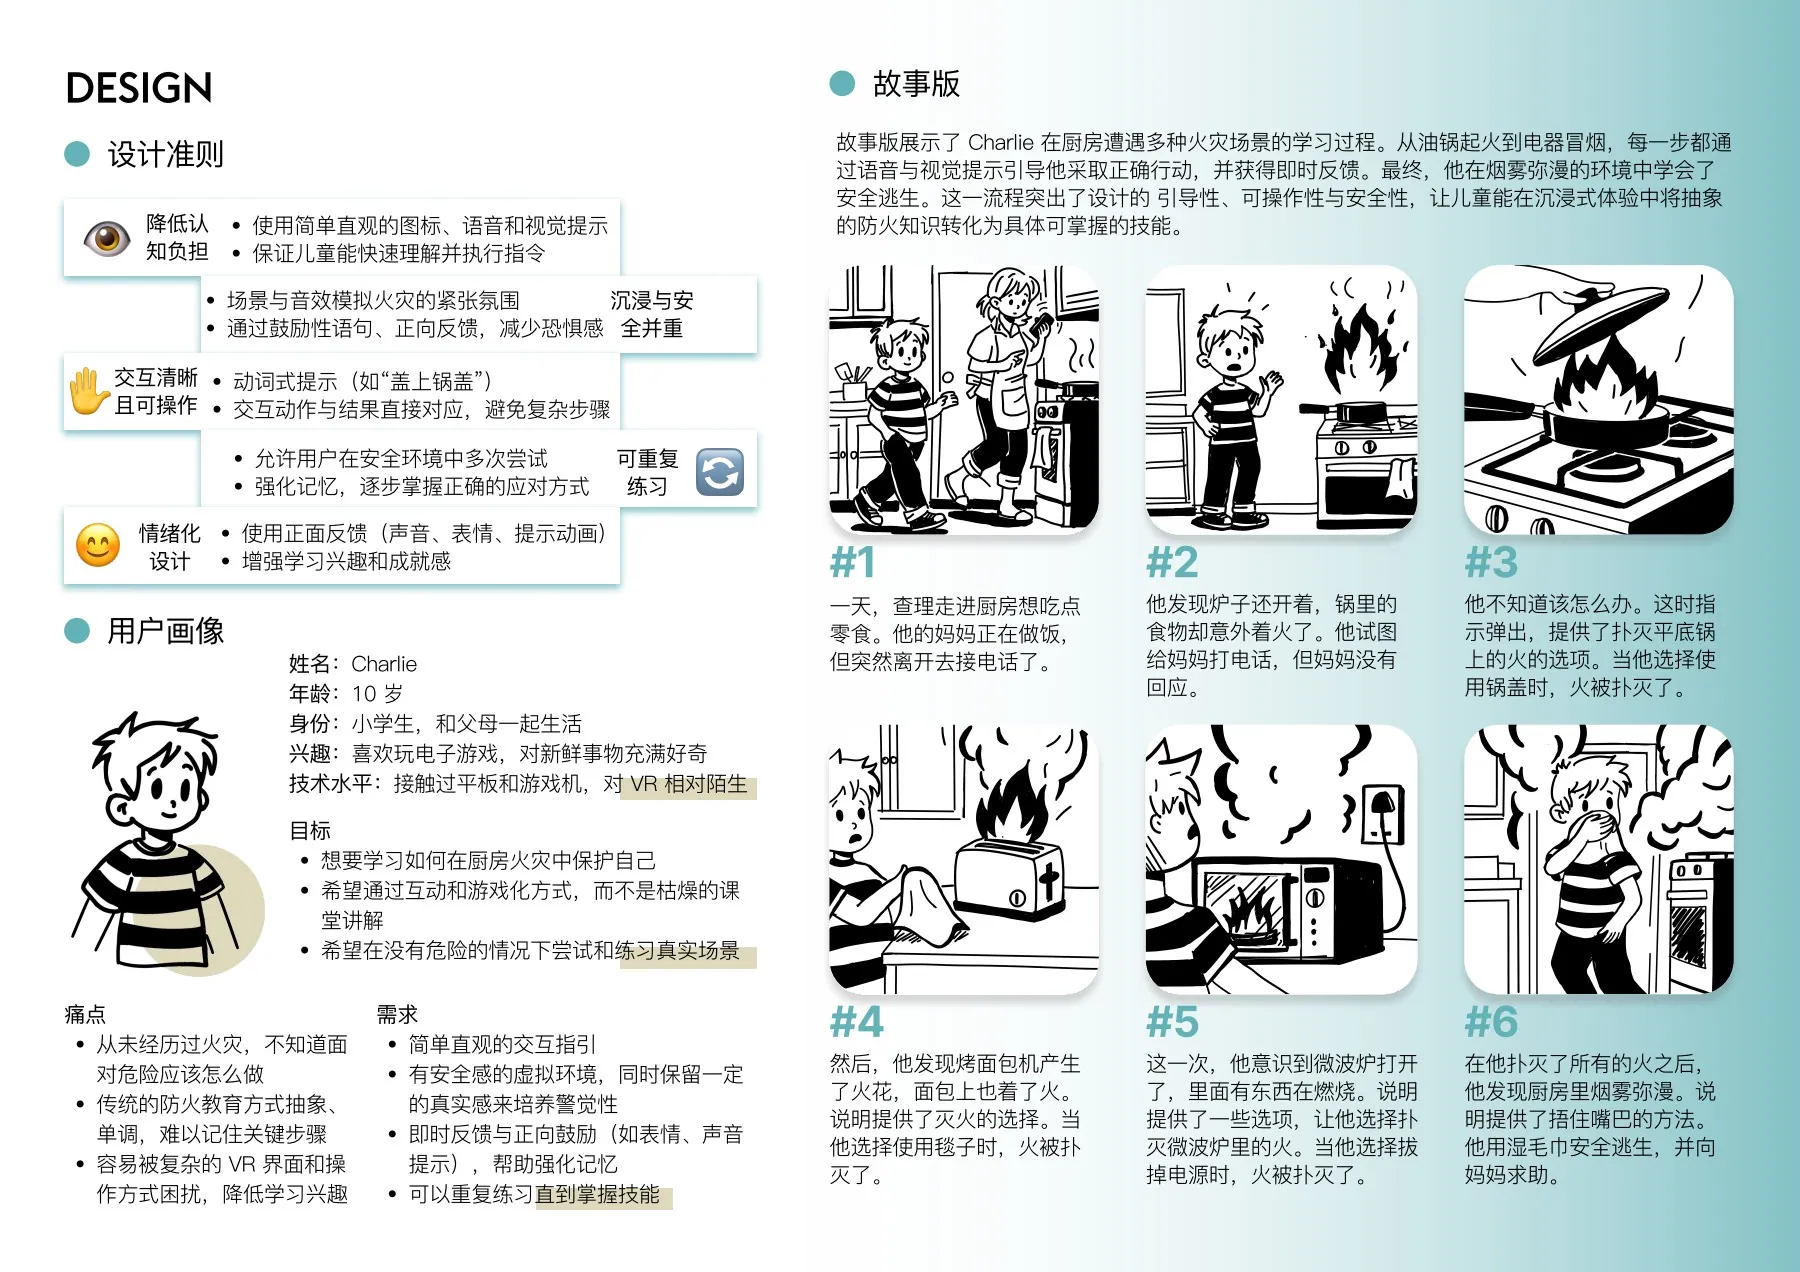 DESIGN
设计准则
降低认
知负担
• 使用简单直观的图标、语音和视觉提示
• 保证儿童能快速理解并执行指令
• 场景与音效模拟火灾的紧张氛围
• 通过鼓励性语句、正向反馈，减少恐惧感
沉浸与安
全并重
交互清晰
且可操作
• 动词式提示（如“盖上锅盖”）
• 交互动作与结果直接对应，避免复杂步骤
• 允许用户在安全环境中多次尝试
• 强化记忆，逐步掌握正确的应对方式
可重复
练习
情绪化
设计
• 使用正面反馈（声音、表情、提示动画）
• 增强学习兴趣和成就感
用户画像
姓名：Charlie
年龄：10 岁
身份：小学生，和父母一起生活
兴趣：喜欢玩电子游戏，对新鲜事物充满好奇
技术水平：接触过平板和游戏机，对 VR 相对陌生
目标
• 想要学习如何在厨房火灾中保护自己
• 希望通过互动和游戏化方式，而不是枯燥的课
堂讲解
• 希望在没有危险的情况下尝试和练习真实场景
痛点
• 从未经历过火灾，不知道面
对危险应该怎么做
• 传统的防火教育方式抽象、
单调，难以记住关键步骤
• 容易被复杂的 VR 界面和操
作方式困扰，降低学习兴趣
需求
• 简单直观的交互指引
• 有安全感的虚拟环境，同时保留一定
的真实感来培养警觉性
• 即时反馈与正向鼓励（如表情、声音
提示），帮助强化记忆
• 可以重复练习直到掌握技能
故事版
故事版展示了 Charlie 在厨房遭遇多种火灾场景的学习过程。从油锅起火到电器冒烟，每一步都通
过语音与视觉提示引导他采取正确行动，并获得即时反馈。最终，他在烟雾弥漫的环境中学会了
安全逃生。这一流程突出了设计的 引导性、可操作性与安全性，让儿童能在沉浸式体验中将抽象
的防火知识转化为具体可掌握的技能。
#1
一天，查理走进厨房想吃点
零食。他的妈妈正在做饭，
但突然离开去接电话了。
#2
他发现炉子还开着，锅里的
食物却意外着火了。他试图
给妈妈打电话，但妈妈没有
回应。
#3
他不知道该怎么办。这时指
示弹出，提供了扑灭平底锅
上的火的选项。当他选择使
用锅盖时，火被扑灭了。
#4
然后，他发现烤面包机产生
了火花，面包上也着了火。
说明提供了灭火的选择。当
他选择使用毯子时，火被扑
灭了。
#5
这一次，他意识到微波炉打开
了，里面有东西在燃烧。说明
提供了一些选项，让他选择扑
灭微波炉里的火。当他选择拔
掉电源时，火被扑灭了。
#6
在他扑灭了所有的火之后，
他发现厨房里烟雾弥漫。说
明提供了捂住嘴巴的方法。
他用湿毛巾安全逃生，并向
妈妈求助。